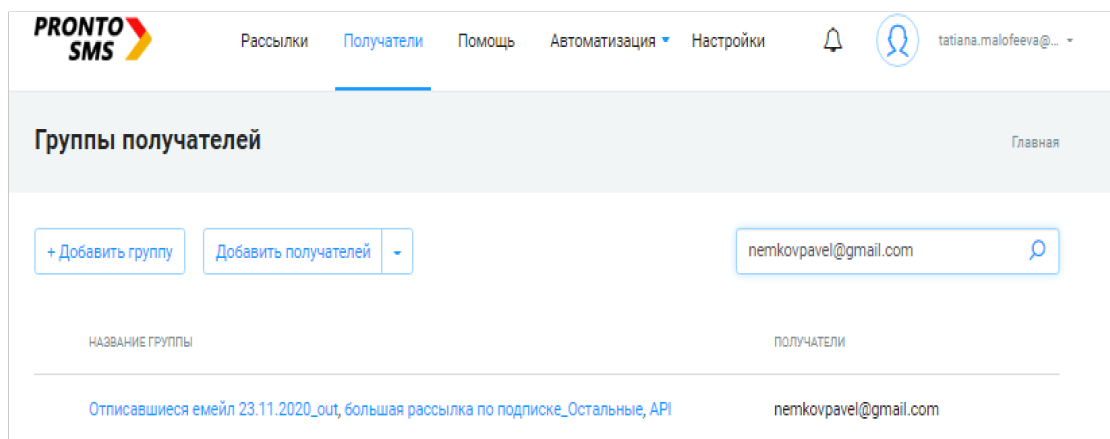 PRONTO
SMS
Рассылки Получатели Помощь Автоматизация Настройки tatiana.malofeeva@...
Группы получателей
Главная
+ Добавить группу Добавить получателей nemkovpavel@gmail.com
НАЗВАНИЕ ГРУППЫ ПОЛУЧАТЕЛИ
Отписавшиеся емейл 23.11.2020_out, большая рассылка по подписке_Остальные, API nemkovpavel@gmail.com